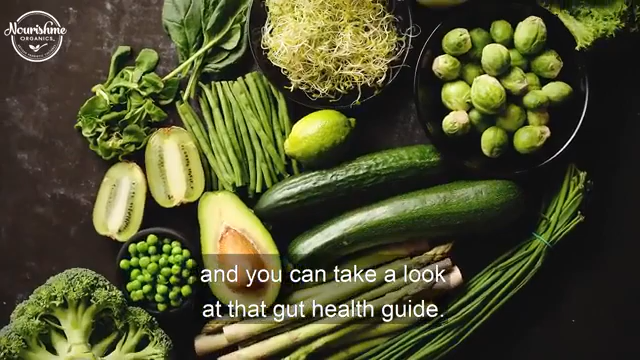 Nourishme
ORGANICS
and you can take a look
at that gut health guide.